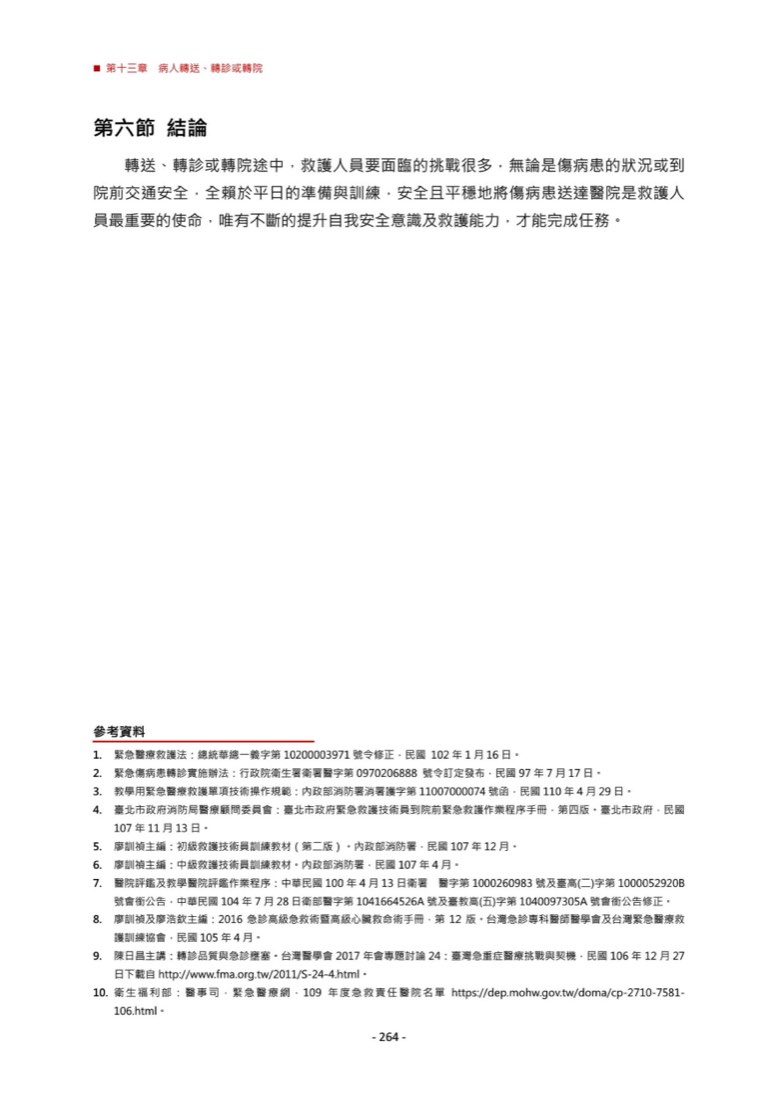 ■ 第十三章　病人轉送、轉診或轉院
第六節 結論
轉送、轉診或轉院途中，救護人員要面臨的挑戰很多，無論是傷病患的狀況或到
院前交通安全，全賴於平日的準備與訓練，安全且平穩地將傷病患送達醫院是救護人
員最重要的使命，唯有不斷的提升自我安全意識及救護能力，才能完成任務。
參考資料
1. 緊急醫療救護法：總統華總一義字第 10200003971 號令修正，民國 102 年 1 月 16 日。
2. 緊急傷病患轉診實施辦法：行政院衛生署衛署醫字第 0970206888 號令訂定發布，民國 97 年 7 月 17 日。
3. 教學用緊急醫療救護單項技術操作規範：內政部消防署消署護字第 11007000074 號函，民國 110 年 4 月 29 日。
4. 臺北市政府消防局醫療顧問委員會：臺北市政府緊急救護技術員到院前緊急救護作業程序手冊，第四版。臺北市政府，民國
107 年 11 月 13 日。
5. 廖訓禎主編：初級救護技術員訓練教材（第二版）。內政部消防署，民國 107 年 12 月。
6. 廖訓禎主編：中級救護技術員訓練教材。內政部消防署，民國 107 年 4 月。
7. 醫院評鑑及教學醫院評鑑作業程序：中華民國 100 年 4 月 13 日衛署　醫字第 1000260983 號及臺高(二)字第 1000052920B
號會銜公告，中華民國 104 年 7 月 28 日衛部醫字第 1041664526A 號及臺教高(五)字第 1040097305A 號會銜公告修正。
8. 廖訓禎及廖浩欽主編：2016 急診高級急救術暨高級心臟救命術手冊，第 12 版。台灣急診專科醫師醫學會及台灣緊急醫療救
護訓練協會，民國 105 年 4 月。
9. 陳日昌主講：轉診品質與急診壅塞。台灣醫學會 2017 年會專題討論 24：臺灣急重症醫療挑戰與契機，民國 106 年 12 月 27
日下載自 http://www.fma.org.tw/2011/S-24-4.html。
10. 衛生福利部：醫事司，緊急醫療網，109 年度急救責任醫院名單 https://dep.mohw.gov.tw/doma/cp-2710-7581-
106.html。
- 264 -